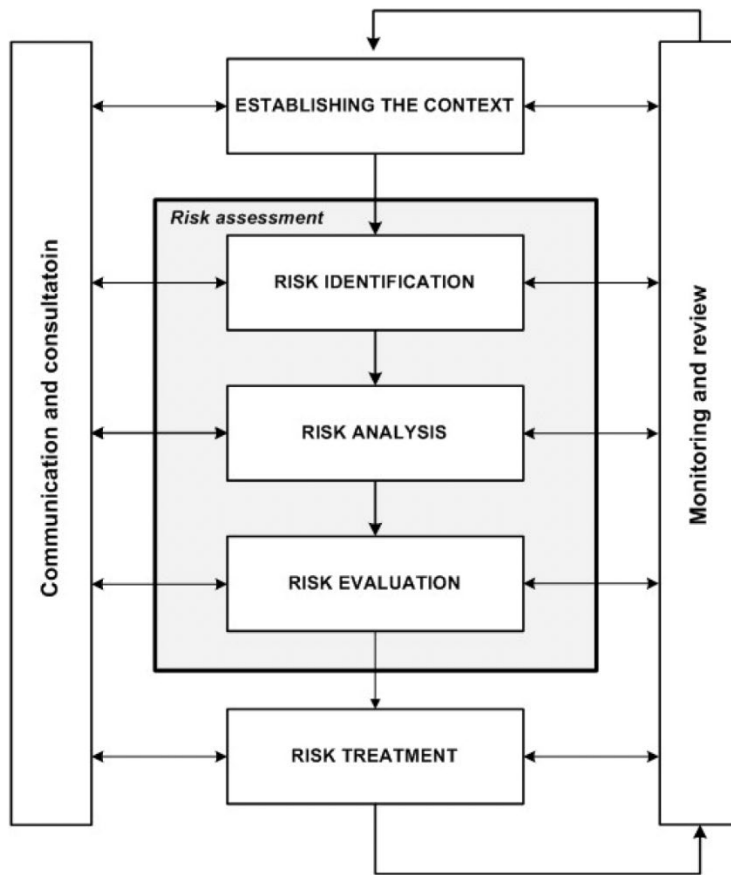 ESTABLISHING THE CONTEXT
Risk assessment
RISK IDENTIFICATION
RISK ANALYSIS
RISK EVALUATION
RISK TREATMENT
Communication and consultatoin
Monitoring and review